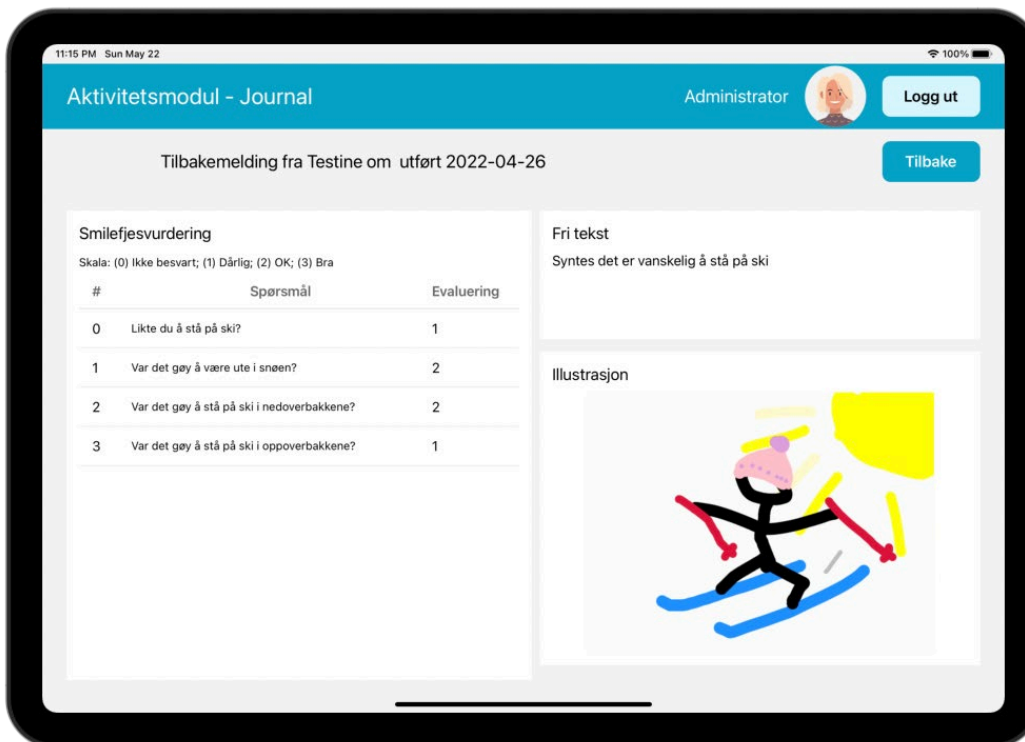 11:15 PM Sun May 22
100%
Aktivitetsmodul - Journal
Administrator
Logg ut
Tilbakemelding fra Testine om utført 2022-04-26
Tilbake
Smilefjesvurdering
Skala: (0) Ikke besvart; (1) Dårlig; (2) OK; (3) Bra
# Spørsmål Evaluering
0 Likte du å stå på ski? 1
1 Var det gøy å være ute i snøen? 2
2 Var det gøy å stå på ski i nedoverbakkene? 2
3 Var det gøy å stå på ski i oppoverbakkene? 1
Fri tekst
Syntes det er vanskelig å stå på ski
Illustrasjon